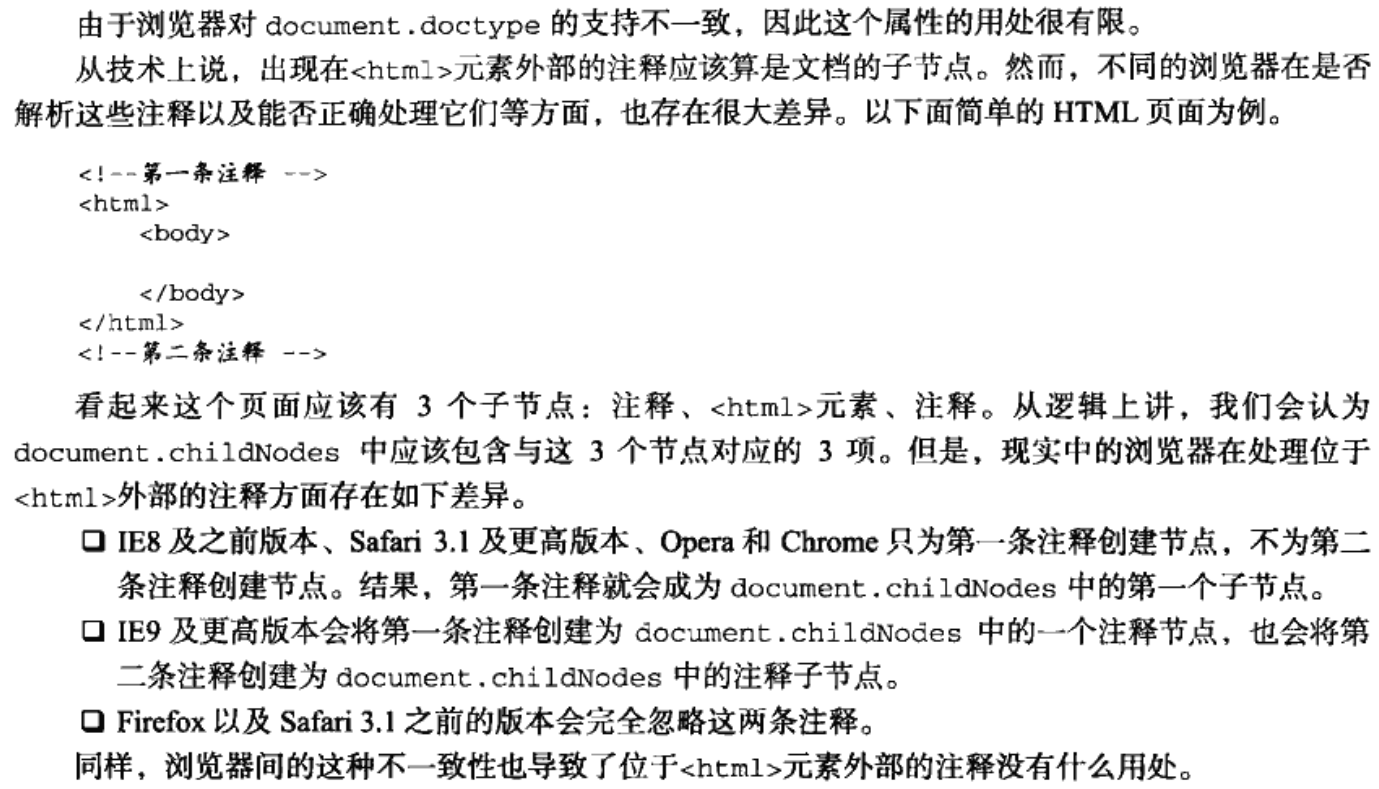 由于浏览器对 document.doctype 的支持不一致，因此这个属性的用处很有限。
从技术上说，出现在<html>元素外部的注释应该算是文档的子节点。然而，不同的浏览器在是否
解析这些注释以及能否正确处理它们等方面，也存在很大差异。以下面简单的 HTML 页面为例。
<!--第一条注释 -->
<html>
<body>
</body>
</html>
<!--第二条注释 -->
看起来这个页面应该有 3 个子节点：注释、<html>元素、注释。从逻辑上讲，我们会认为
document.childNodes 中应该包含与这 3 个节点对应的 3 项。但是，现实中的浏览器在处理位于
<html>外部的注释方面存在如下差异。
❑ IE8 及之前版本、Safari 3.1 及更高版本、Opera 和 Chrome 只为第一条注释创建节点，不为第二
条注释创建节点。结果，第一条注释就会成为 document.childNodes 中的第一个子节点。
❑ IE9 及更高版本会将第一条注释创建为 document.childNodes 中的一个注释节点，也会将第
二条注释创建为 document.childNodes 中的注释子节点。
❑ Firefox 以及 Safari 3.1 之前的版本会完全忽略这两条注释。
同样，浏览器间的这种不一致性也导致了位于<html>元素外部的注释没有什么用处。